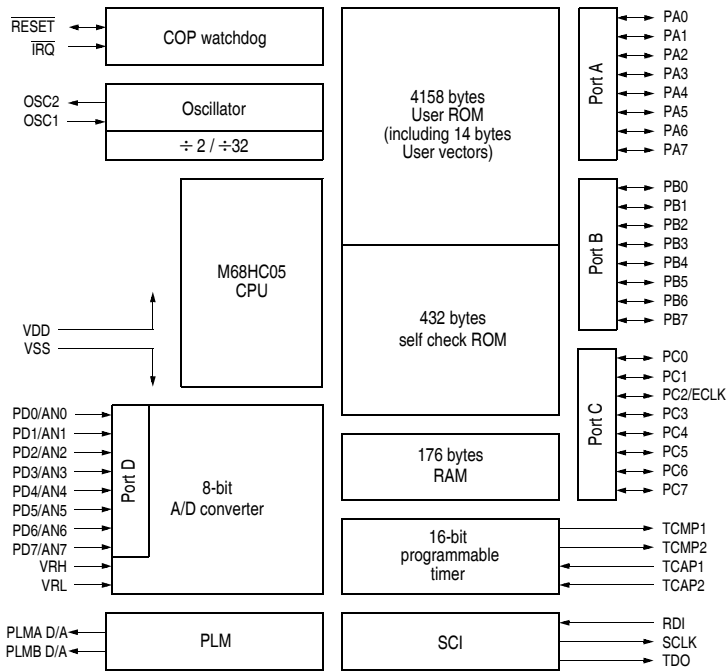 RESET
IRQ
COP watchdog
OSC2
OSC1
Oscillator
÷ 2 / ÷32
M68HC05
CPU
VDD
VSS
PD0/AN0
PD1/AN1
PD2/AN2
PD3/AN3
PD4/AN4
PD5/AN5
PD6/AN6
PD7/AN7
VRH
VRL
Port D
8-bit
A/D converter
PLMA D/A
PLMB D/A
PLM
4158 bytes
User ROM
(including 14 bytes
User vectors)
432 bytes
self check ROM
176 bytes
RAM
16-bit
programmable
timer
SCI
Port A
PA0
PA1
PA2
PA3
PA4
PA5
PA6
PA7
Port B
PB0
PB1
PB2
PB3
PB4
PB5
PB6
PB7
Port C
PC0
PC1
PC2/ECLK
PC3
PC4
PC5
PC6
PC7
TCMP1
TCMP2
TCAP1
TCAP2
RDI
SCLK
TDO